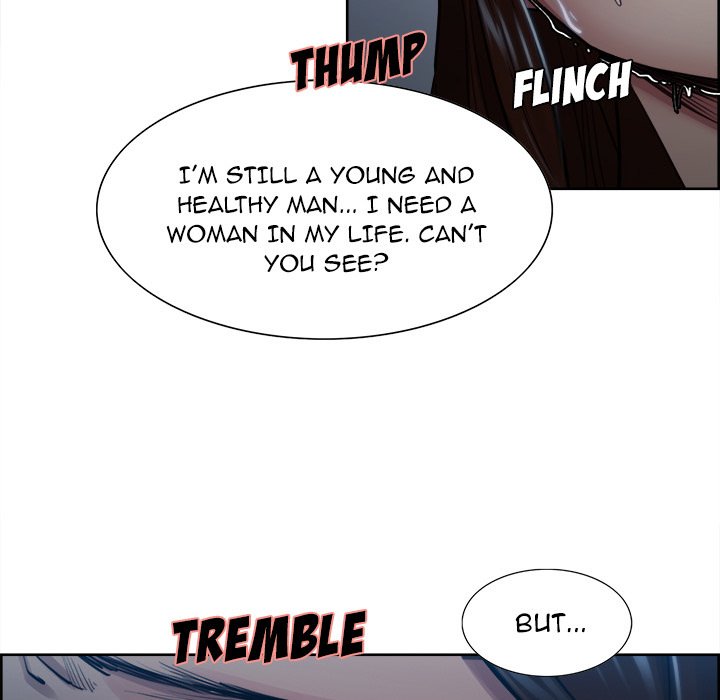 THUMP
FLINCH
I'M STILL A YOUNG AND
HEALTHY MAN... I NEED A
WOMAN IN MY LIFE. CAN'T
YOU SEE?
BUT...
TREMBLE